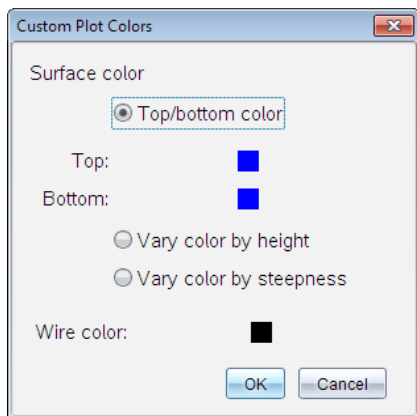 Custom Plot Colors
Surface color
Top/bottom color
Top:
Bottom:
Vary color by height
Vary color by steepness
Wire color:
OK Cancel